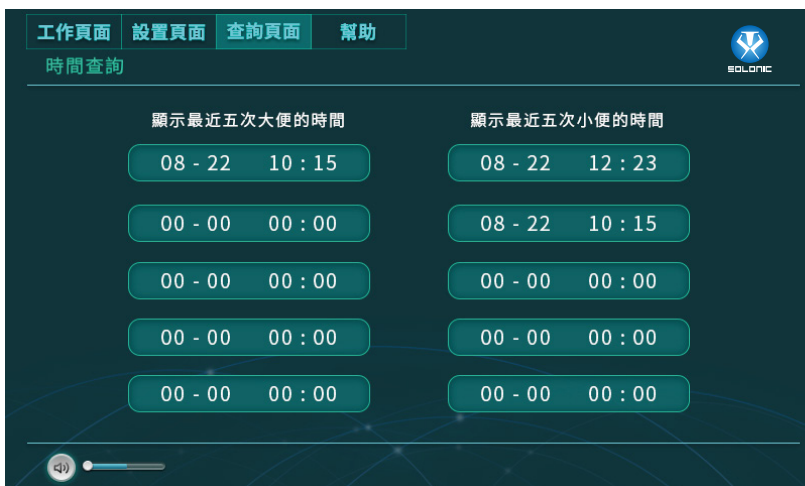 工作頁面 設置頁面 查詢頁面 幫助
時間查詢
SOLONIC
顯示最近五次大便的時間 顯示最近五次小便的時間
08 - 22 10 : 15 08 - 22 12 : 23
00 - 00 00 : 00 08 - 22 10 : 15
00 - 00 00 : 00 00 - 00 00 : 00
00 - 00 00 : 00 00 - 00 00 : 00
00 - 00 00 : 00 00 - 00 00 : 00